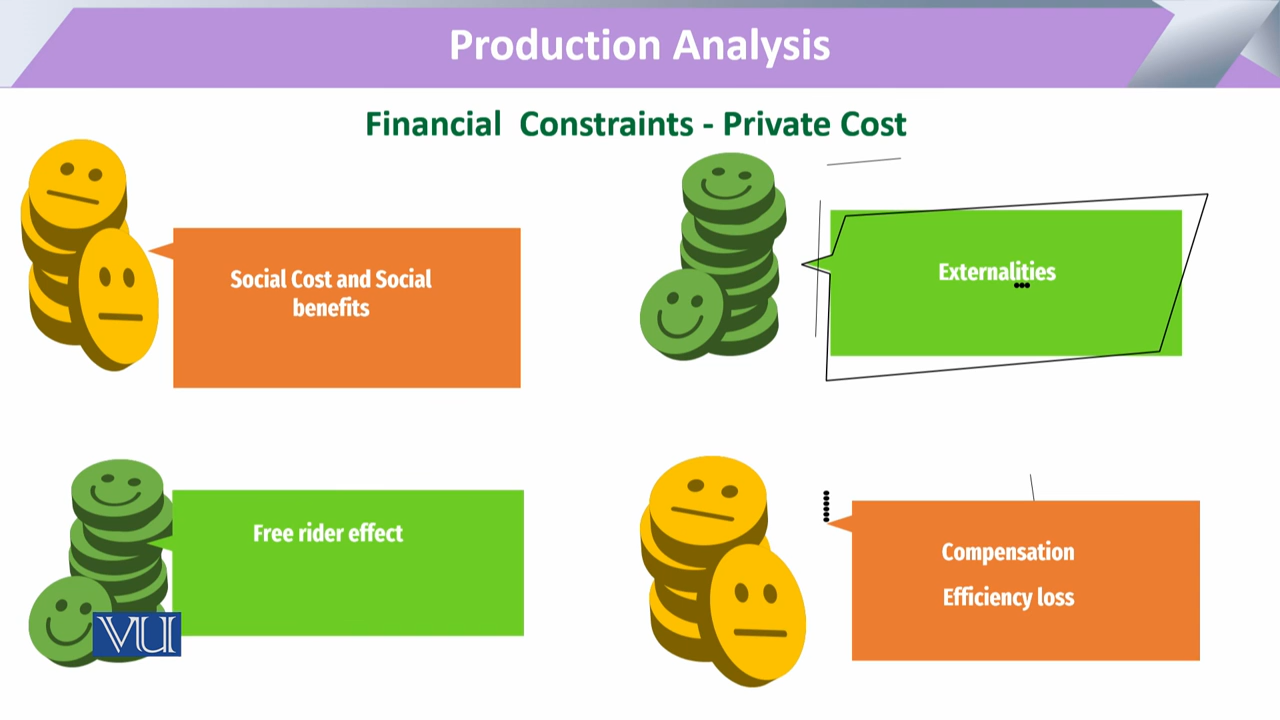 Production Analysis
Financial Constraints - Private Cost
Social Cost and Social
benefits
Externalities
Free rider effect
Compensation
Efficiency loss
VU